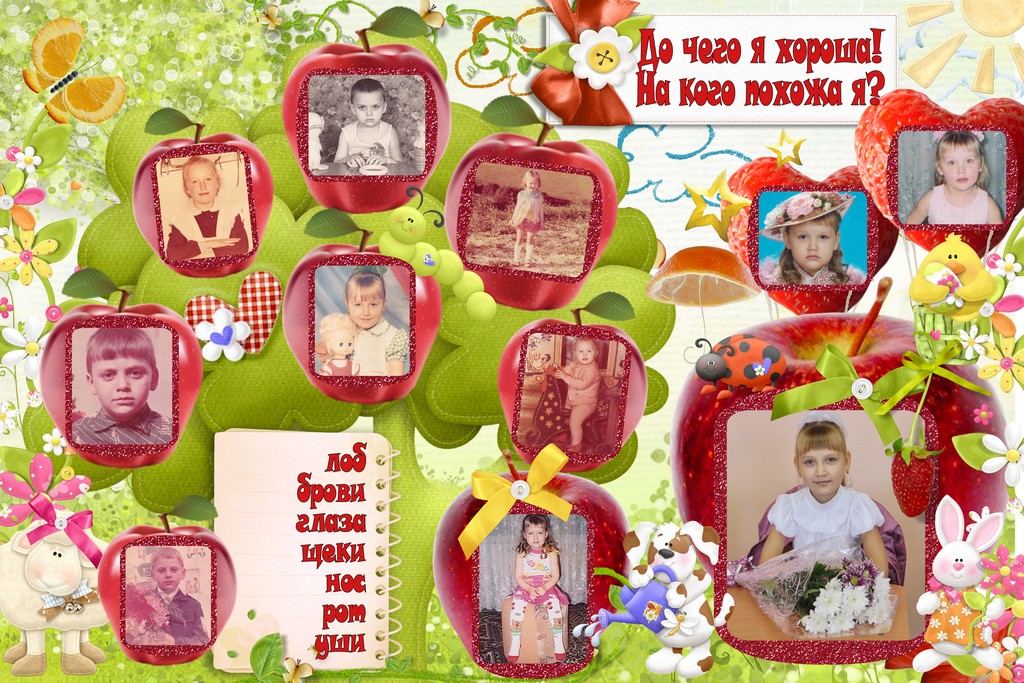 До чего я хороша!
На кого похожа я?
лоб
брови
глаза
щеки
нос
рот
уши